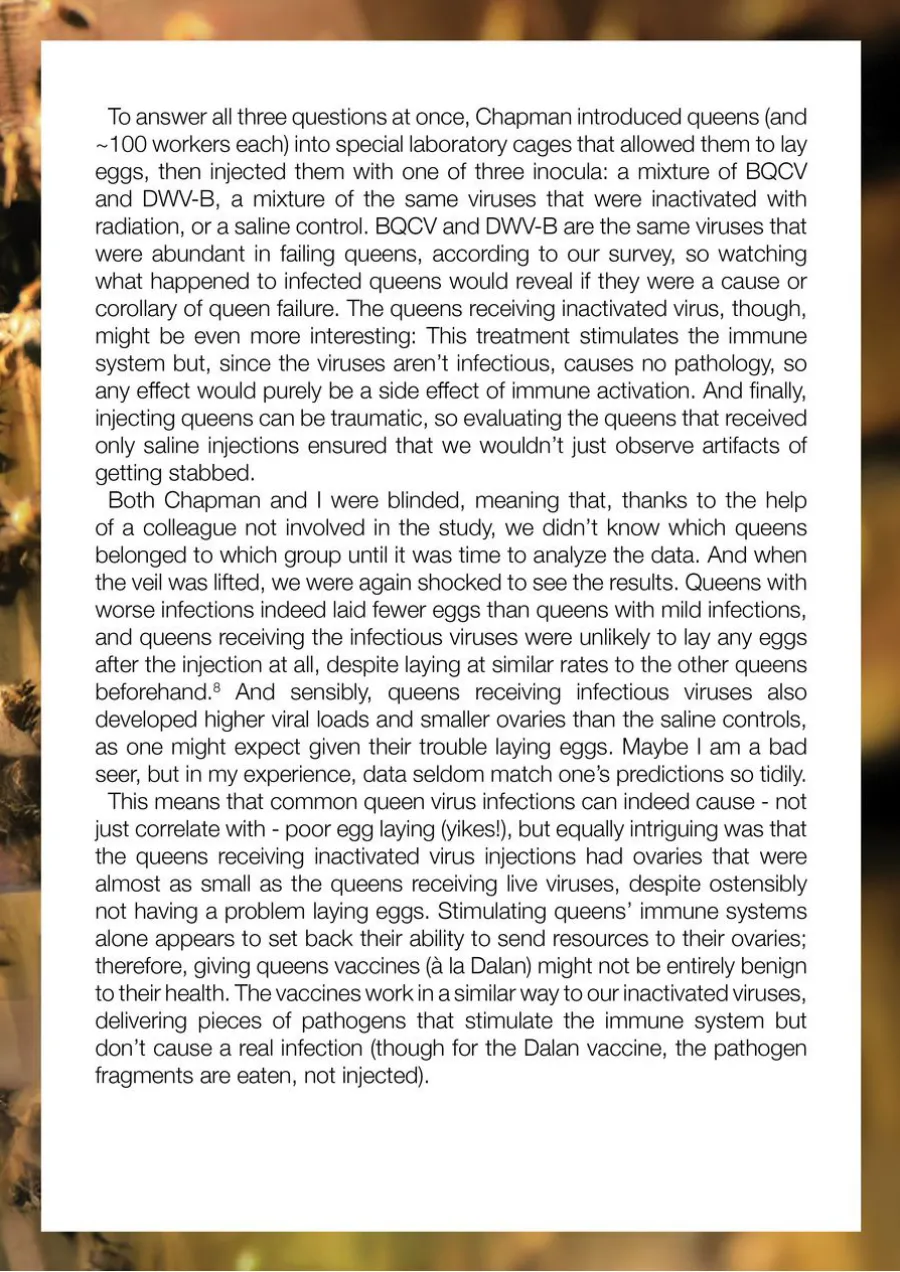 To answer all three questions at once, Chapman introduced queens (and
~100 workers each) into special laboratory cages that allowed them to lay
eggs, then injected them with one of three inocula: a mixture of BQCV
and DWV-B, a mixture of the same viruses that were inactivated with
radiation, or a saline control. BQCV and DWV-B are the same viruses that
were abundant in failing queens, according to our survey, so watching
what happened to infected queens would reveal if they were a cause or
corollary of queen failure. The queens receiving inactivated virus, though,
might be even more interesting: This treatment stimulates the immune
system but, since the viruses aren’t infectious, causes no pathology, so
any effect would purely be a side effect of immune activation. And finally,
injecting queens can be traumatic, so evaluating the queens that received
only saline injections ensured that we wouldn’t just observe artifacts of
getting stabbed.
Both Chapman and I were blinded, meaning that, thanks to the help
of a colleague not involved in the study, we didn’t know which queens
belonged to which group until it was time to analyze the data. And when
the veil was lifted, we were again shocked to see the results. Queens with
worse infections indeed laid fewer eggs than queens with mild infections,
and queens receiving the infectious viruses were unlikely to lay any eggs
after the injection at all, despite laying at similar rates to the other queens
beforehand.⁸ And sensibly, queens receiving infectious viruses also
developed higher viral loads and smaller ovaries than the saline controls,
as one might expect given their trouble laying eggs. Maybe I am a bad
seer, but in my experience, data seldom match one’s predictions so tidily.
This means that common queen virus infections can indeed cause - not
just correlate with - poor egg laying (yikes!), but equally intriguing was that
the queens receiving inactivated virus injections had ovaries that were
almost as small as the queens receiving live viruses, despite ostensibly
not having a problem laying eggs. Stimulating queens’ immune systems
alone appears to set back their ability to send resources to their ovaries;
therefore, giving queens vaccines (à la Dalan) might not be entirely benign
to their health. The vaccines work in a similar way to our inactivated viruses,
delivering pieces of pathogens that stimulate the immune system but
don’t cause a real infection (though for the Dalan vaccine, the pathogen
fragments are eaten, not injected).